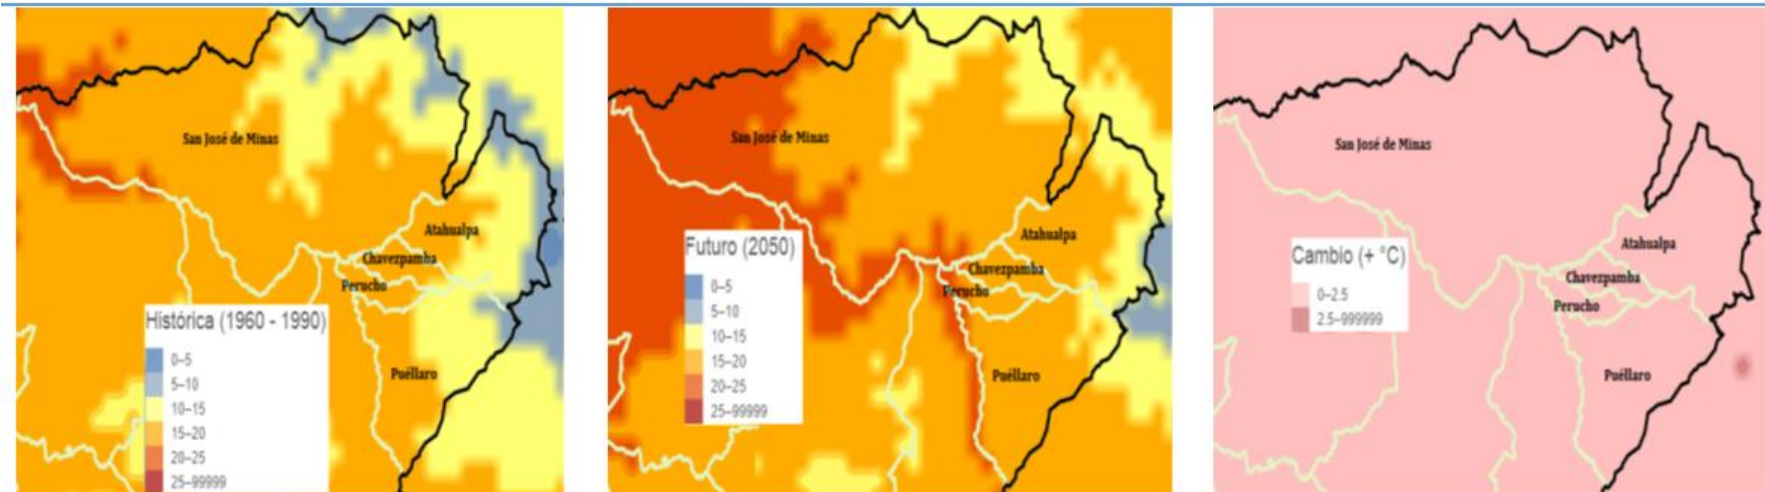 San José de Minas
Atahualpa
Chavezpamba
Perucho
Puéllaro
Histórica (1960 - 1990)
0–5
5–10
10–15
15–20
20–25
25–99999
San José de Minas
Atahualpa
Chavezpamba
Perucho
Puéllaro
Futuro (2050)
0–5
5–10
10–15
15–20
20–25
25–99999
San José de Minas
Atahualpa
Chavezpamba
Perucho
Puéllaro
Cambio (+ °C)
0–2.5
2.5–999999